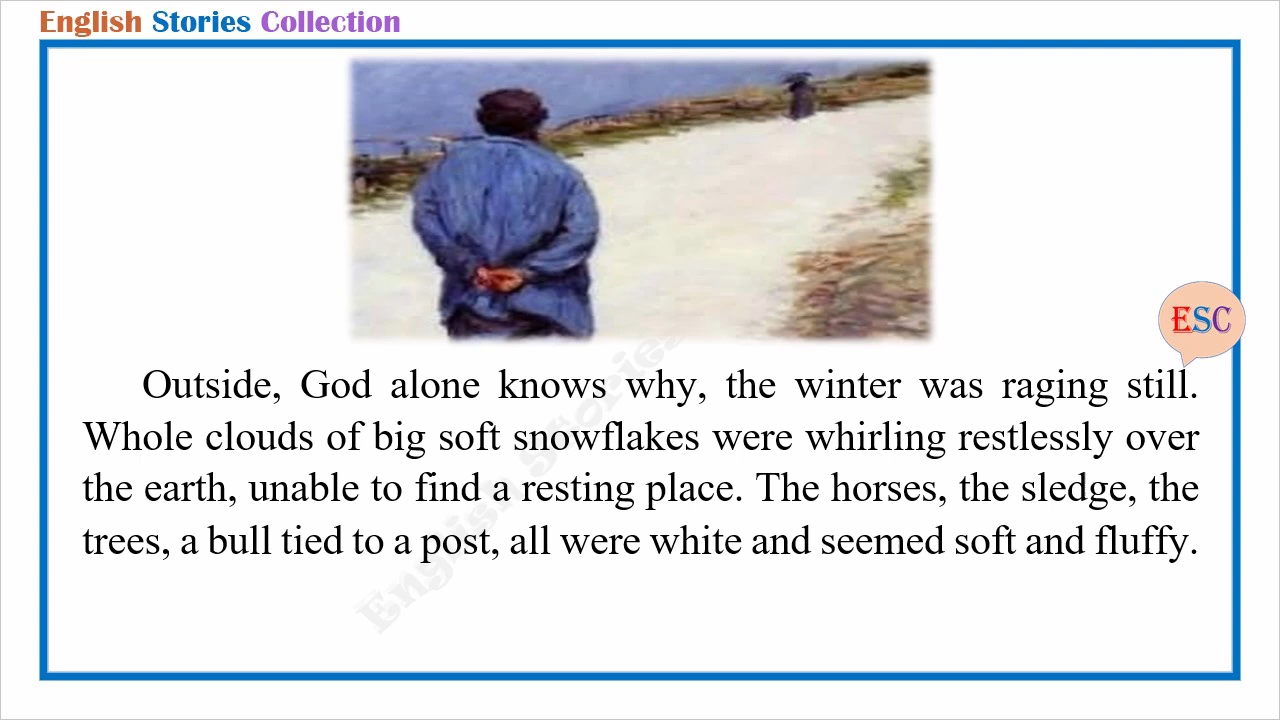 English Stories Collection
ESC
Outside, God alone knows why, the winter was raging still.
Whole clouds of big soft snowflakes were whirling restlessly over
the earth, unable to find a resting place. The horses, the sledge, the
trees, a bull tied to a post, all were white and seemed soft and fluffy.
English Stories